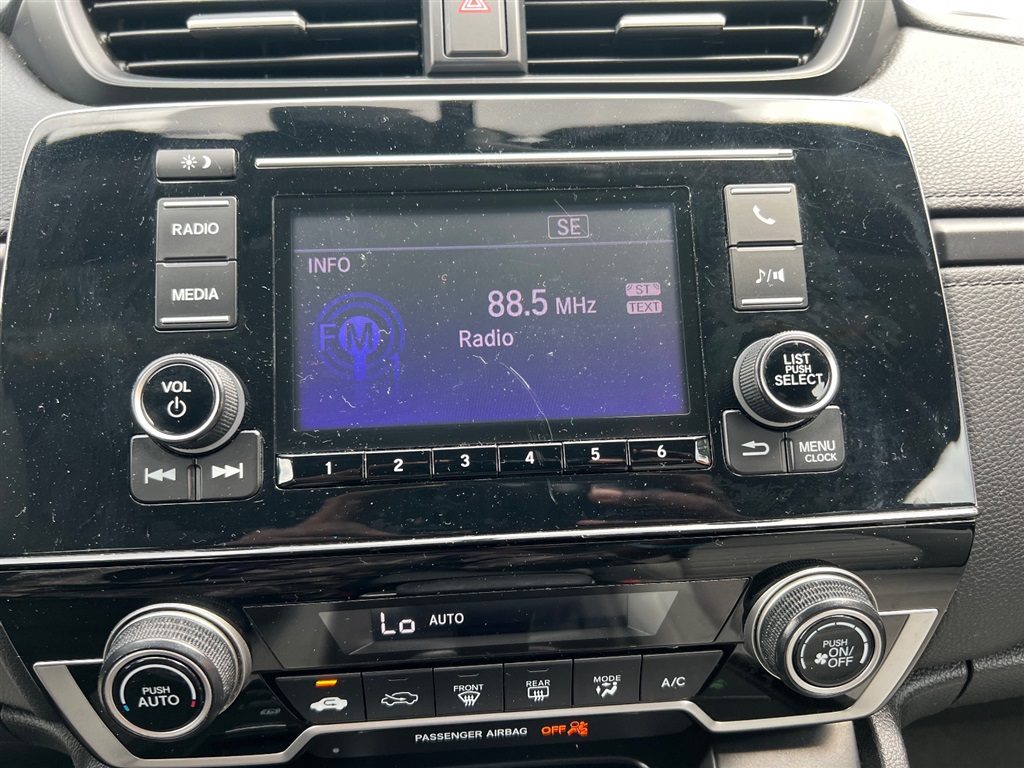 SE
RADIO
INFO
MEDIA
88.5 MHz
ST
TEXT
FM
1
Radio
VOL
LIST
PUSH
SELECT
MENU
CLOCK
1 2 3 4 5 6
Lo AUTO
PUSH
AUTO
FRONT
REAR
MODE
A/C
PUSH
ON/
OFF
PASSENGER AIRBAG OFF